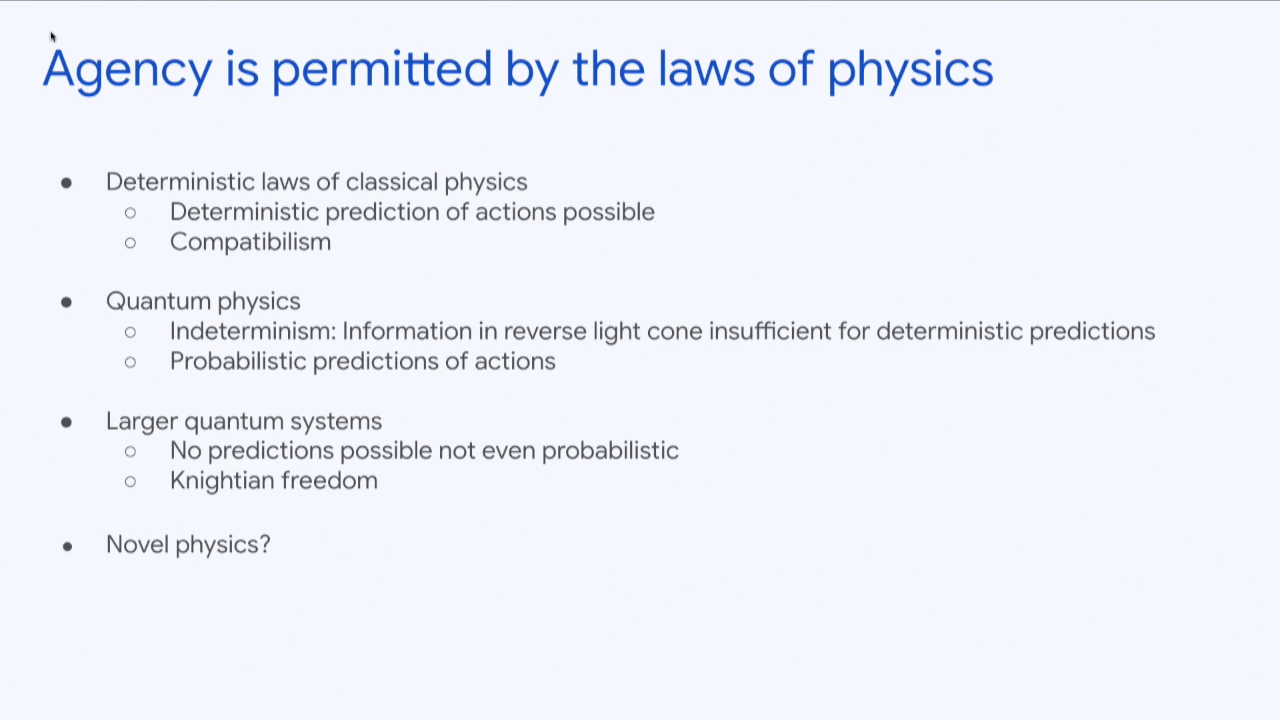 Agency is permitted by the laws of physics
● Deterministic laws of classical physics
○ Deterministic prediction of actions possible
○ Compatibilism
● Quantum physics
○ Indeterminism: Information in reverse light cone insufficient for deterministic predictions
○ Probabilistic predictions of actions
● Larger quantum systems
○ No predictions possible not even probabilistic
○ Knightian freedom
● Novel physics?